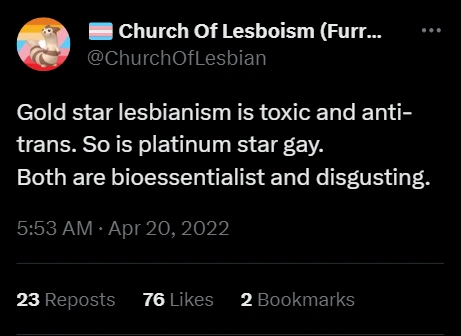 Church Of Lesboism (Furr...
@ChurchOfLesbian
Gold star lesbianism is toxic and anti-
trans. So is platinum star gay.
Both are bioessentialist and disgusting.
5:53 AM · Apr 20, 2022
23 Reposts 76 Likes 2 Bookmarks